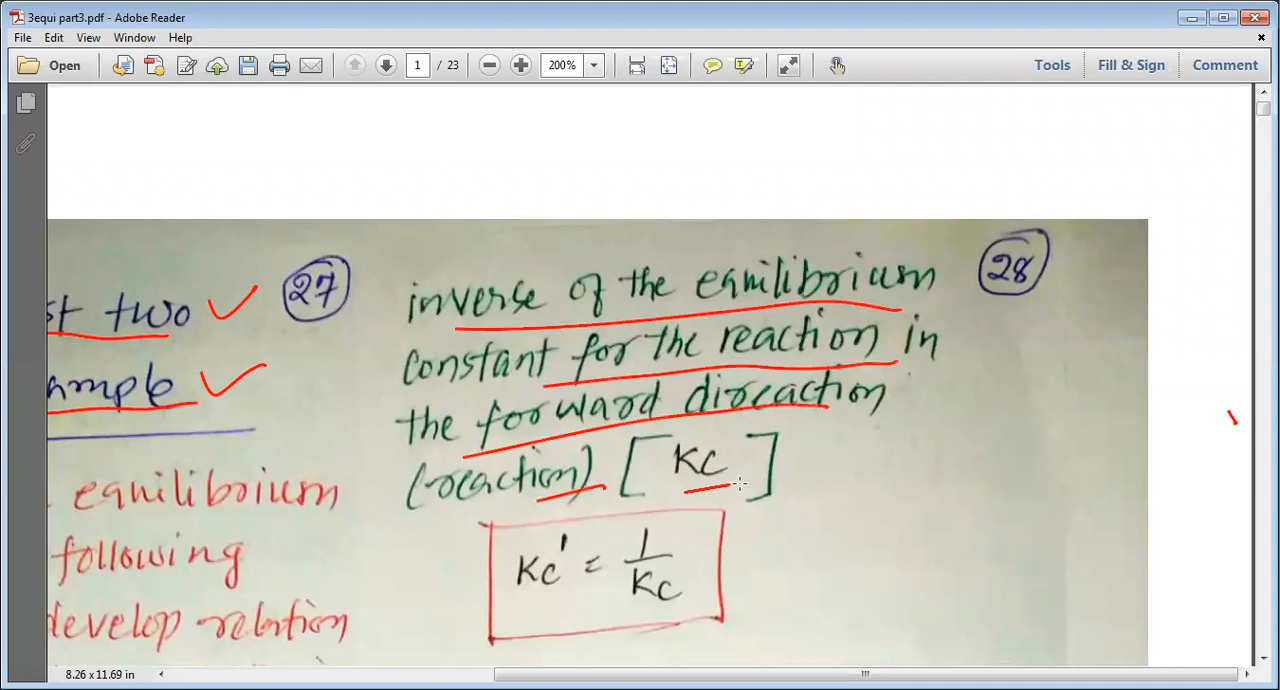 3equi part3.pdf - Adobe Reader
File Edit View Window Help
Open 1 / 23 200% Tools Fill & Sign Comment
st two
27
ample
equilibrium
following
develop relation
28
inverse of the equilibrium
constant for the reaction in
the forward direaction
(reaction) [Kc]
Kc' = 1/Kc
8.26 x 11.69 in